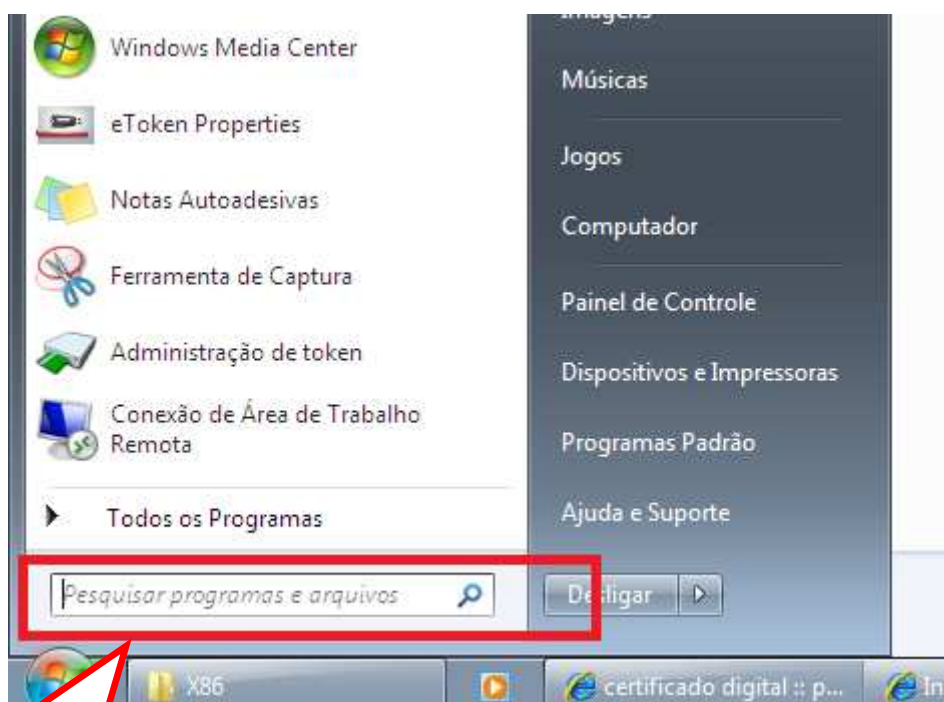 Windows Media Center
eToken Properties
Notas Autoadesivas
Ferramenta de Captura
Administração de token
Conexão de Área de Trabalho
Remota
Todos os Programas
Pesquisar programas e arquivos
Imagens
Músicas
Jogos
Computador
Painel de Controle
Dispositivos e Impressoras
Programas Padrão
Ajuda e Suporte
Desligar
X86
certificado digital :: p...
In